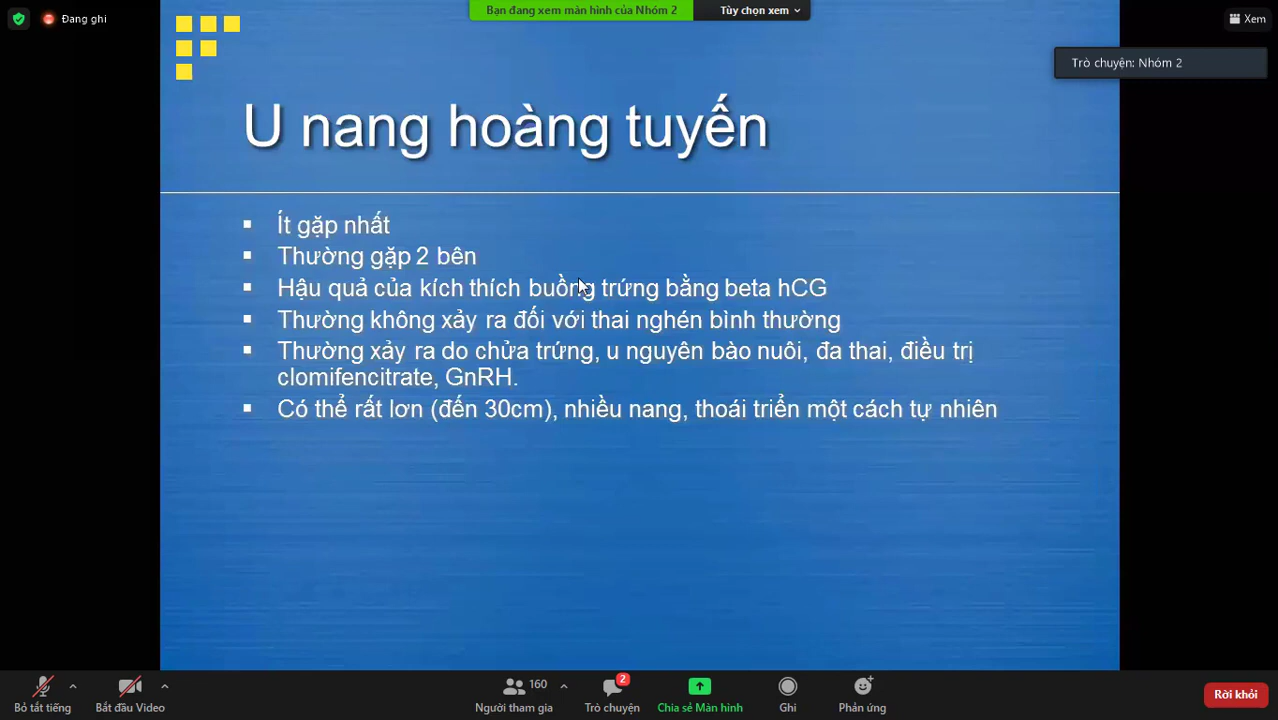 Đang ghi
Bạn đang xem màn hình của Nhóm 2
Tùy chọn xem
Xem
Trò chuyện: Nhóm 2
U nang hoàng tuyến
Ít gặp nhất
Thường gặp 2 bên
Hậu quả của kích thích buồng trứng bằng beta hCG
Thường không xảy ra đối với thai nghén bình thường
Thường xảy ra do chửa trứng, u nguyên bào nuôi, đa thai, điều trị
clomifencitrate, GnRH.
Có thể rất lơn (đến 30cm), nhiều nang, thoái triển một cách tự nhiên
Bỏ tắt tiếng
Bắt đầu Video
160
Người tham gia
2
Trò chuyện
Chia sẻ Màn hình
Ghi
Phản ứng
Rời khỏi